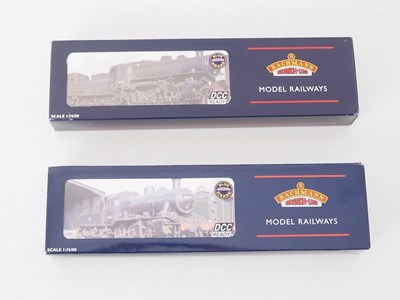 BACHMANN
BRANCH-LINE
MODEL RAILWAYS
DCC
READY
SCALE 1:76/00
BACHMANN
BRANCH-LINE
MODEL RAILWAYS
DCC
READY
SCALE 1:76/00